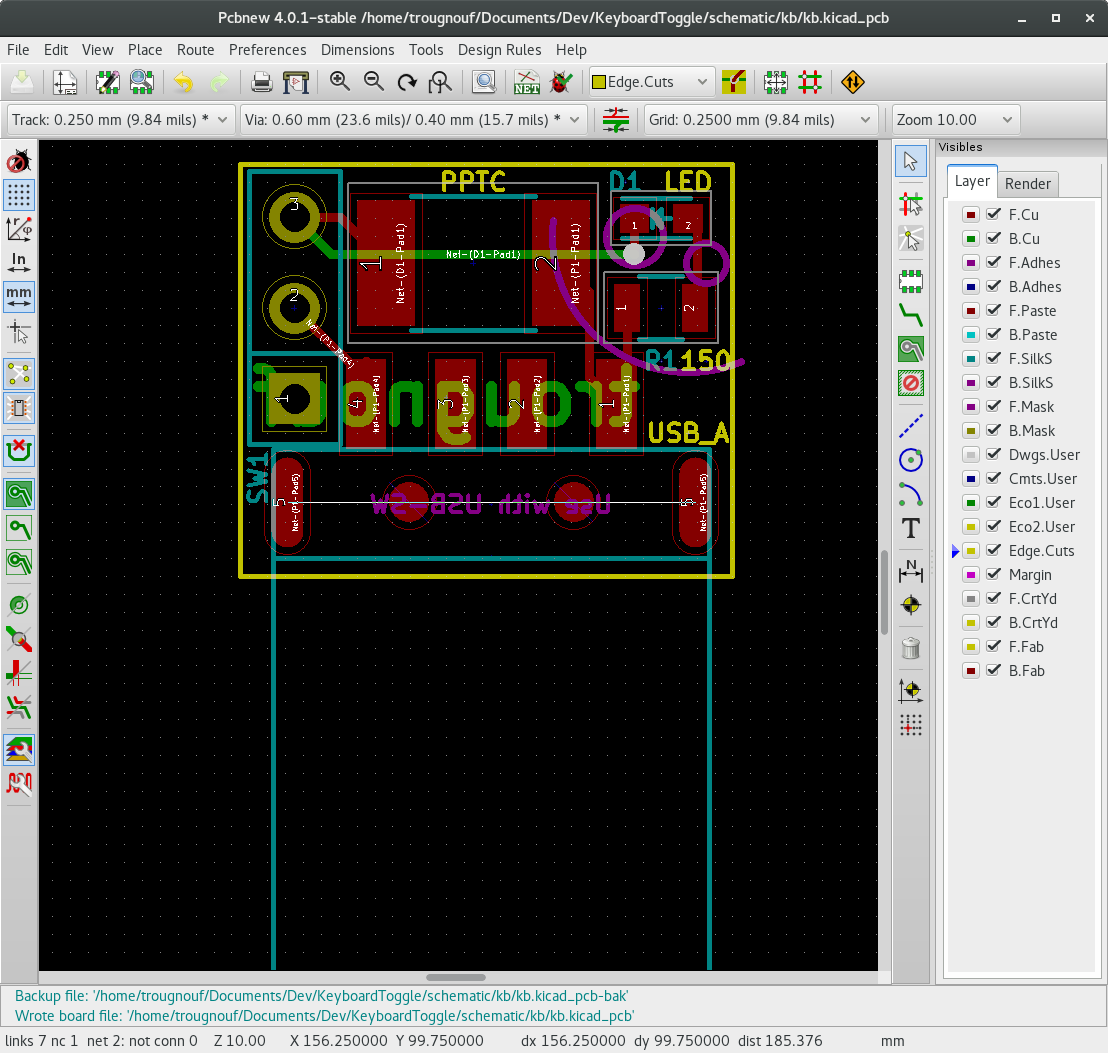 Pcbnew 4.0.1-stable /home/trougnouf/Documents/Dev/KeyboardToggle/schematic/kb/kb.kicad_pcb
File Edit View Place Route Preferences Dimensions Tools Design Rules Help
NET
Edge.Cuts
Track: 0.250 mm (9.84 mils) *
Via: 0.60 mm (23.6 mils)/ 0.40 mm (15.7 mils) *
Grid: 0.2500 mm (9.84 mils)
Zoom 10.00
Visibles
Layer Render
F.Cu
B.Cu
F.Adhes
B.Adhes
F.Paste
B.Paste
F.SilkS
B.SilkS
F.Mask
B.Mask
Dwgs.User
Cmts.User
Eco1.User
Eco2.User
Edge.Cuts
Margin
F.CrtYd
B.CrtYd
F.Fab
B.Fab
In
mm
T
N
PPTC
D1 LED
3
1 2
Net-(D1-Pad1)
1
Net-(D1-Pad1)
2
Net-(P1-Pad1)
2
1 2
Net-(P1-Pad4)
R1 150
1
Trougnouf
4
Net-(P1-Pad4)
3
Net-(P1-Pad3)
2
Net-(P1-Pad2)
1
Net-(P1-Pad1)
USB_A
SW1
5
Net-(P1-Pad5)
Use with USB-SW
5
Net-(P1-Pad5)
Backup file: '/home/trougnouf/Documents/Dev/KeyboardToggle/schematic/kb/kb.kicad_pcb-bak'
Wrote board file: '/home/trougnouf/Documents/Dev/KeyboardToggle/schematic/kb/kb.kicad_pcb'
links 7 nc 1 net 2: not conn 0 Z 10.00 X 156.250000 Y 99.750000 dx 156.250000 dy 99.750000 dist 185.376 mm